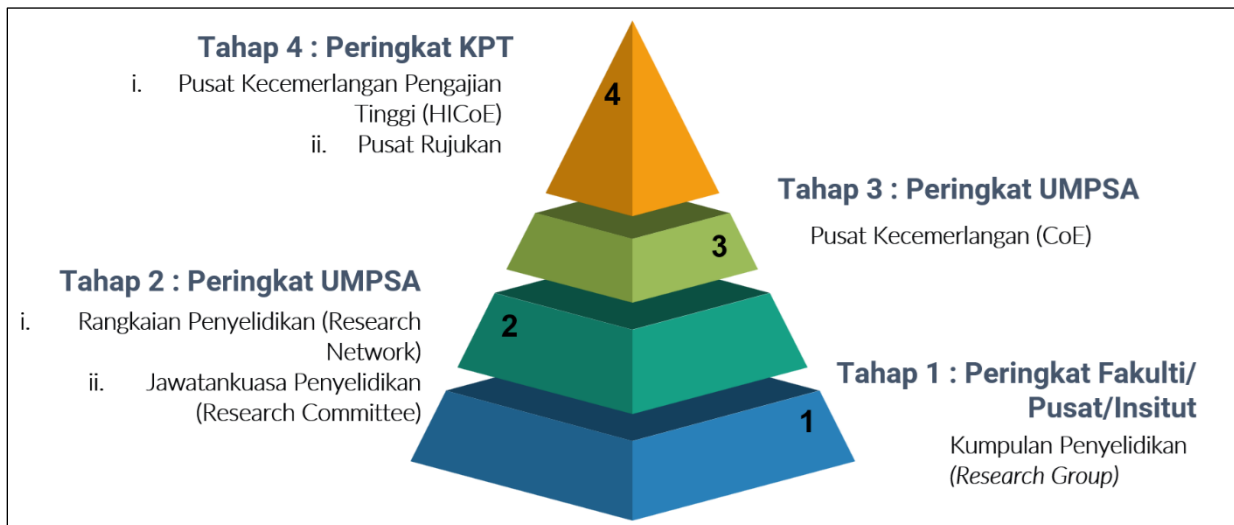 Tahap 4 : Peringkat KPT
i. Pusat Kecemerlangan Pengajian
Tinggi (HICoE)
ii. Pusat Rujukan
4
Tahap 3 : Peringkat UMPSA
Pusat Kecemerlangan (CoE)
3
Tahap 2 : Peringkat UMPSA
i. Rangkaian Penyelidikan (Research
Network)
ii. Jawatankuasa Penyelidikan
(Research Committee)
2
Tahap 1 : Peringkat Fakulti/
Pusat/Insitut
Kumpulan Penyelidikan
(Research Group)
1